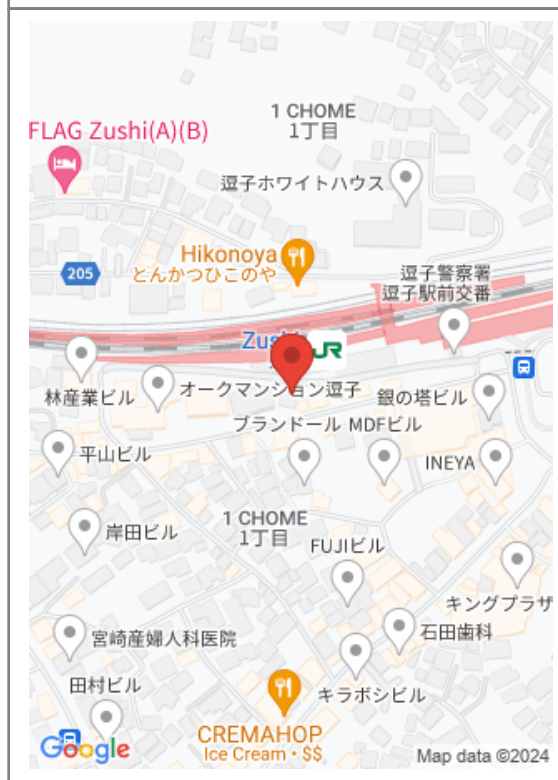 1 CHOME
1丁目
FLAG Zushi(A)(B)
逗子ホワイトハウス
Hikonoya
とんかつひこのや
205
逗子警察署
逗子駅前交番
JR
林産業ビル
オークマンション逗子
銀の塔ビル
ブランドール MDFビル
平山ビル
INEYA
1 CHOME
1丁目
岸田ビル
FUJIビル
キングプラザ
石田歯科
宮崎産婦人科医院
田村ビル
キラボシビル
CREMAHOP
Ice Cream • $$
Google
Map data ©2024